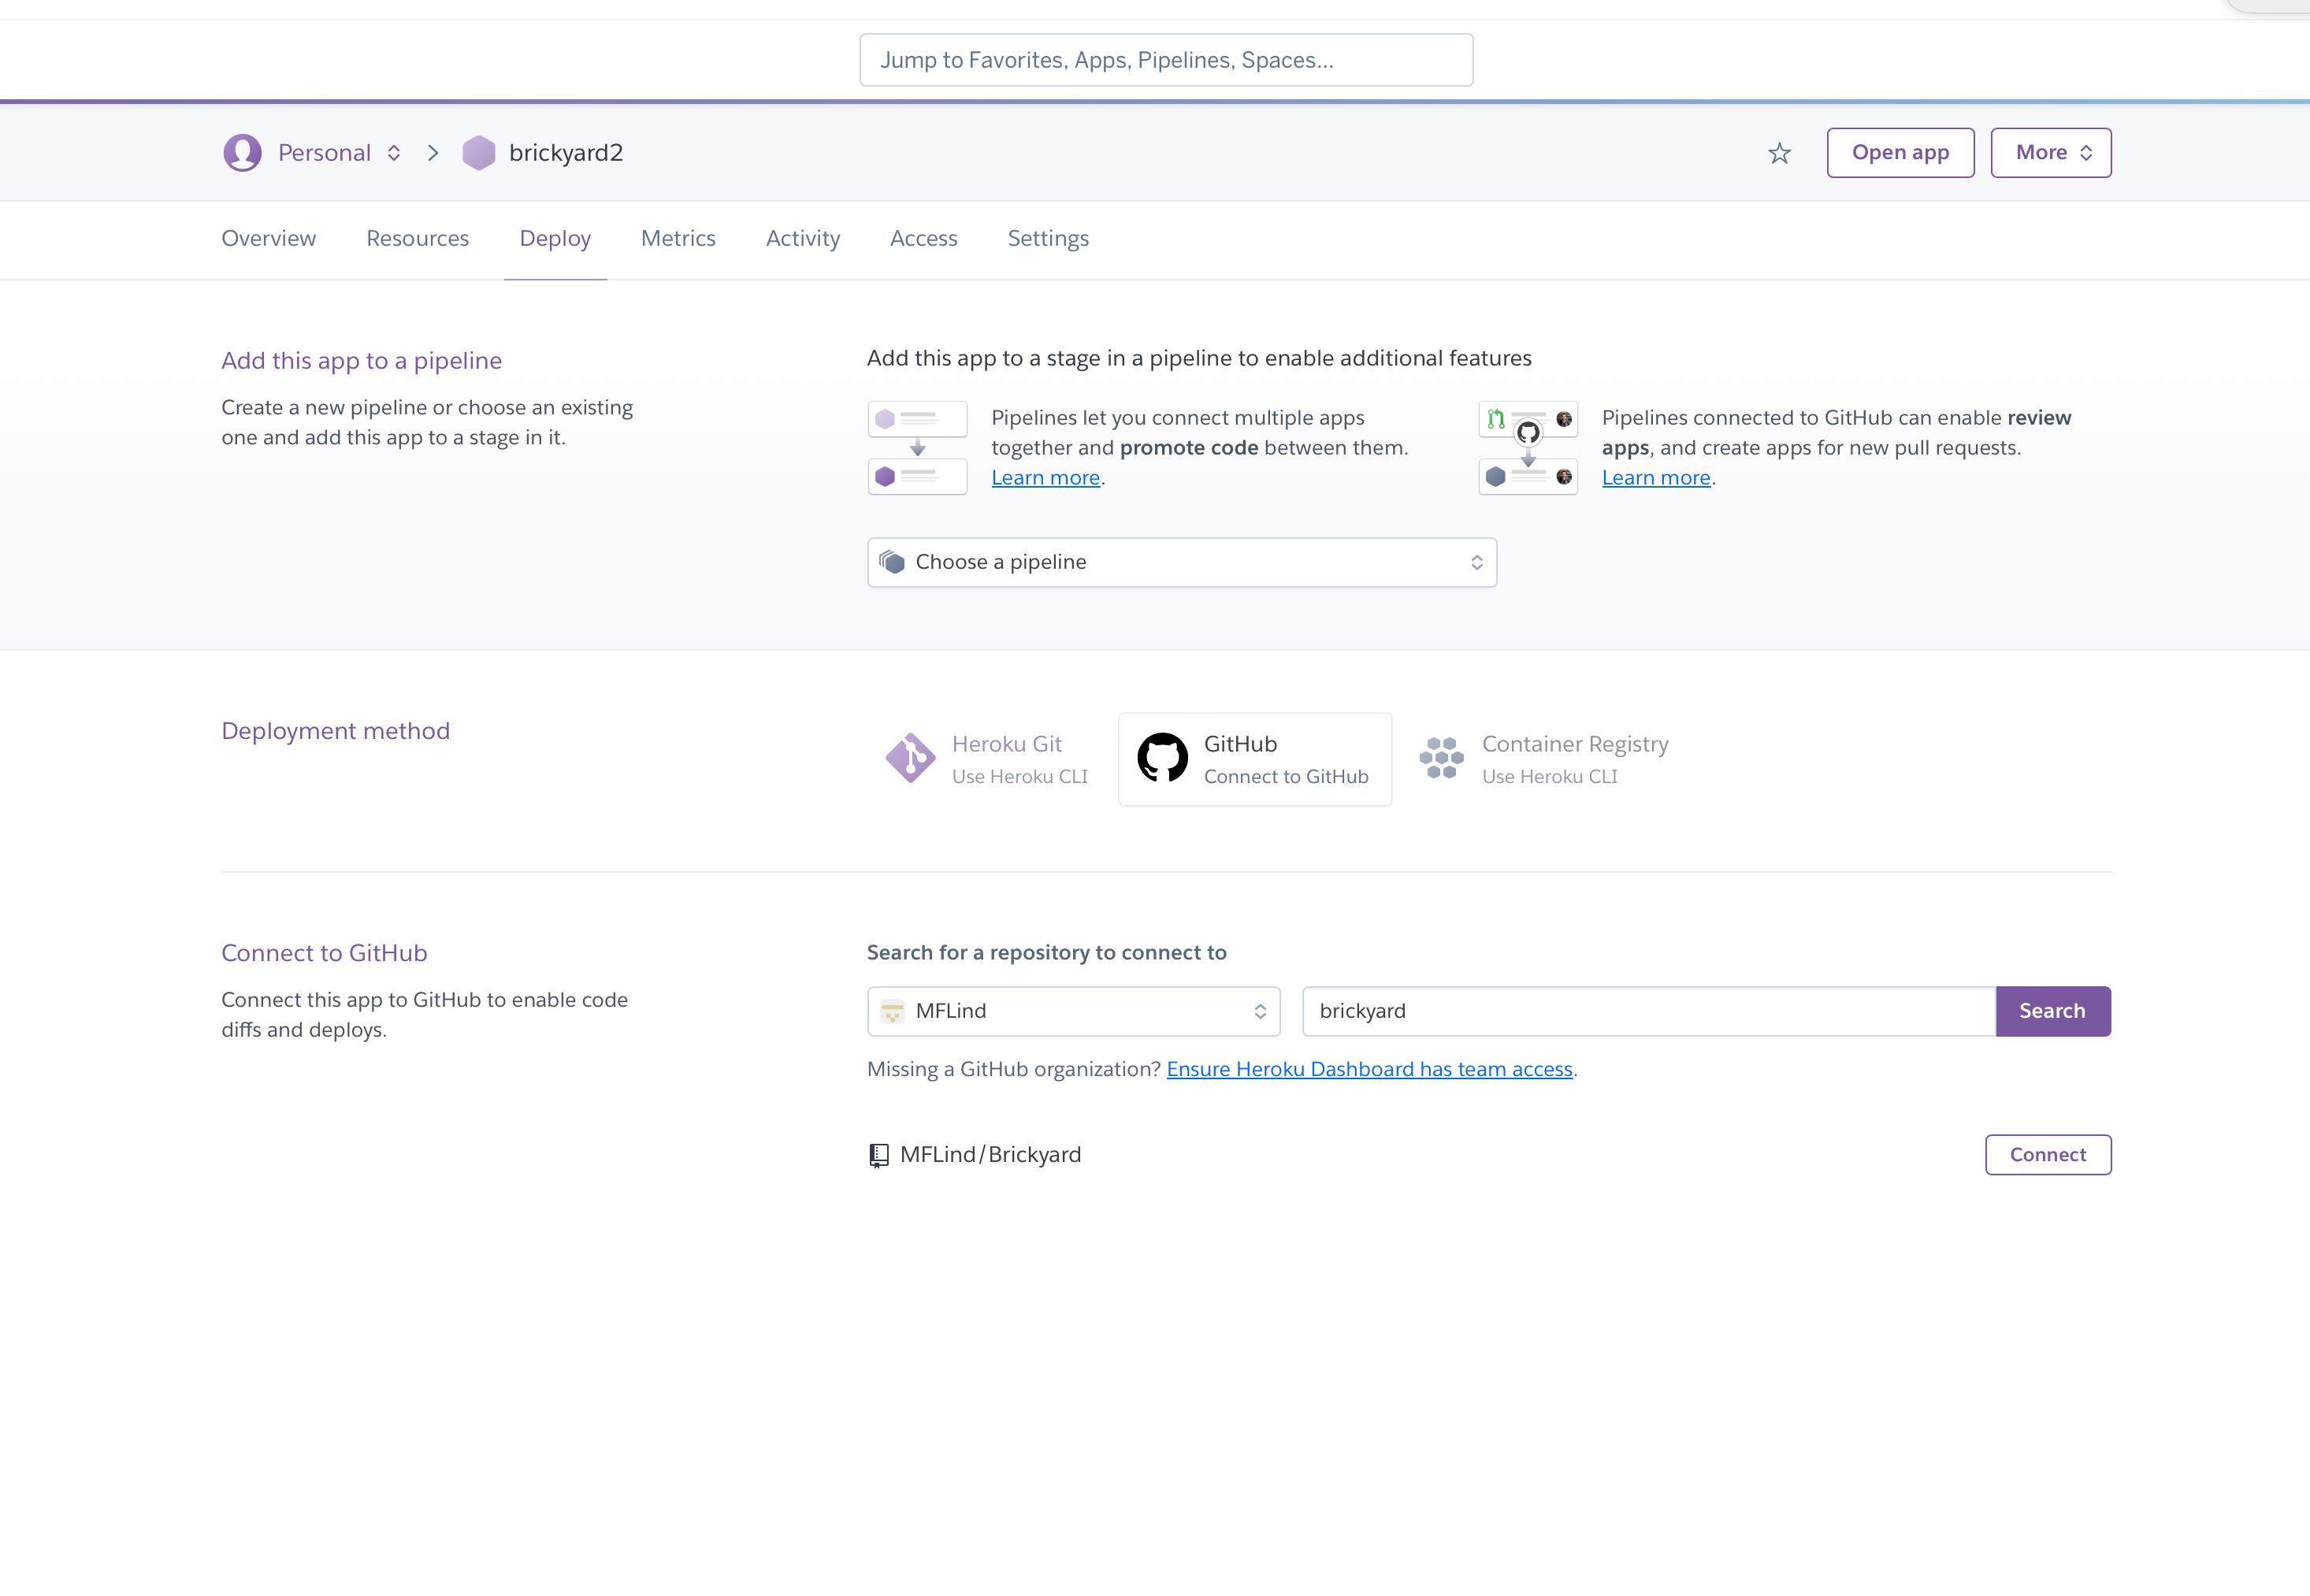 Jump to Favorites, Apps, Pipelines, Spaces...
Personal
brickyard2
Open app
More
Overview
Resources
Deploy
Metrics
Activity
Access
Settings
Add this app to a pipeline
Create a new pipeline or choose an existing
one and add this app to a stage in it.
Add this app to a stage in a pipeline to enable additional features
Pipelines let you connect multiple apps
together and promote code between them.
Learn more.
Pipelines connected to GitHub can enable review
apps, and create apps for new pull requests.
Learn more.
Choose a pipeline
Deployment method
Heroku Git
Use Heroku CLI
GitHub
Connect to GitHub
Container Registry
Use Heroku CLI
Connect to GitHub
Connect this app to GitHub to enable code
diffs and deploys.
Search for a repository to connect to
MFLind
brickyard
Search
Missing a GitHub organization? Ensure Heroku Dashboard has team access.
MFLind/Brickyard
Connect